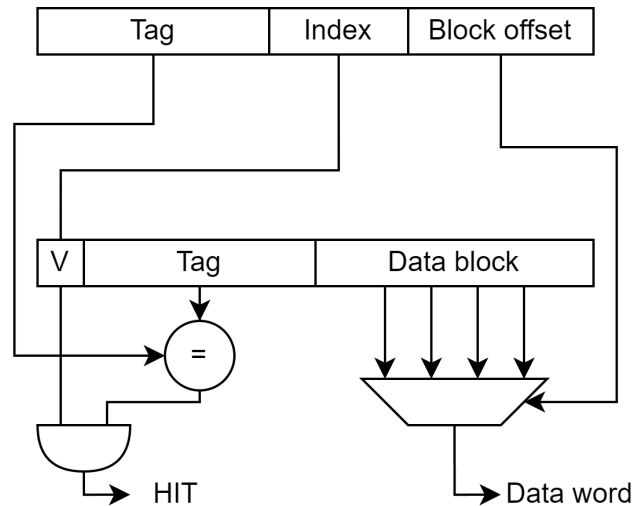 Tag Index Block offset
V Tag Data block
=
HIT Data word